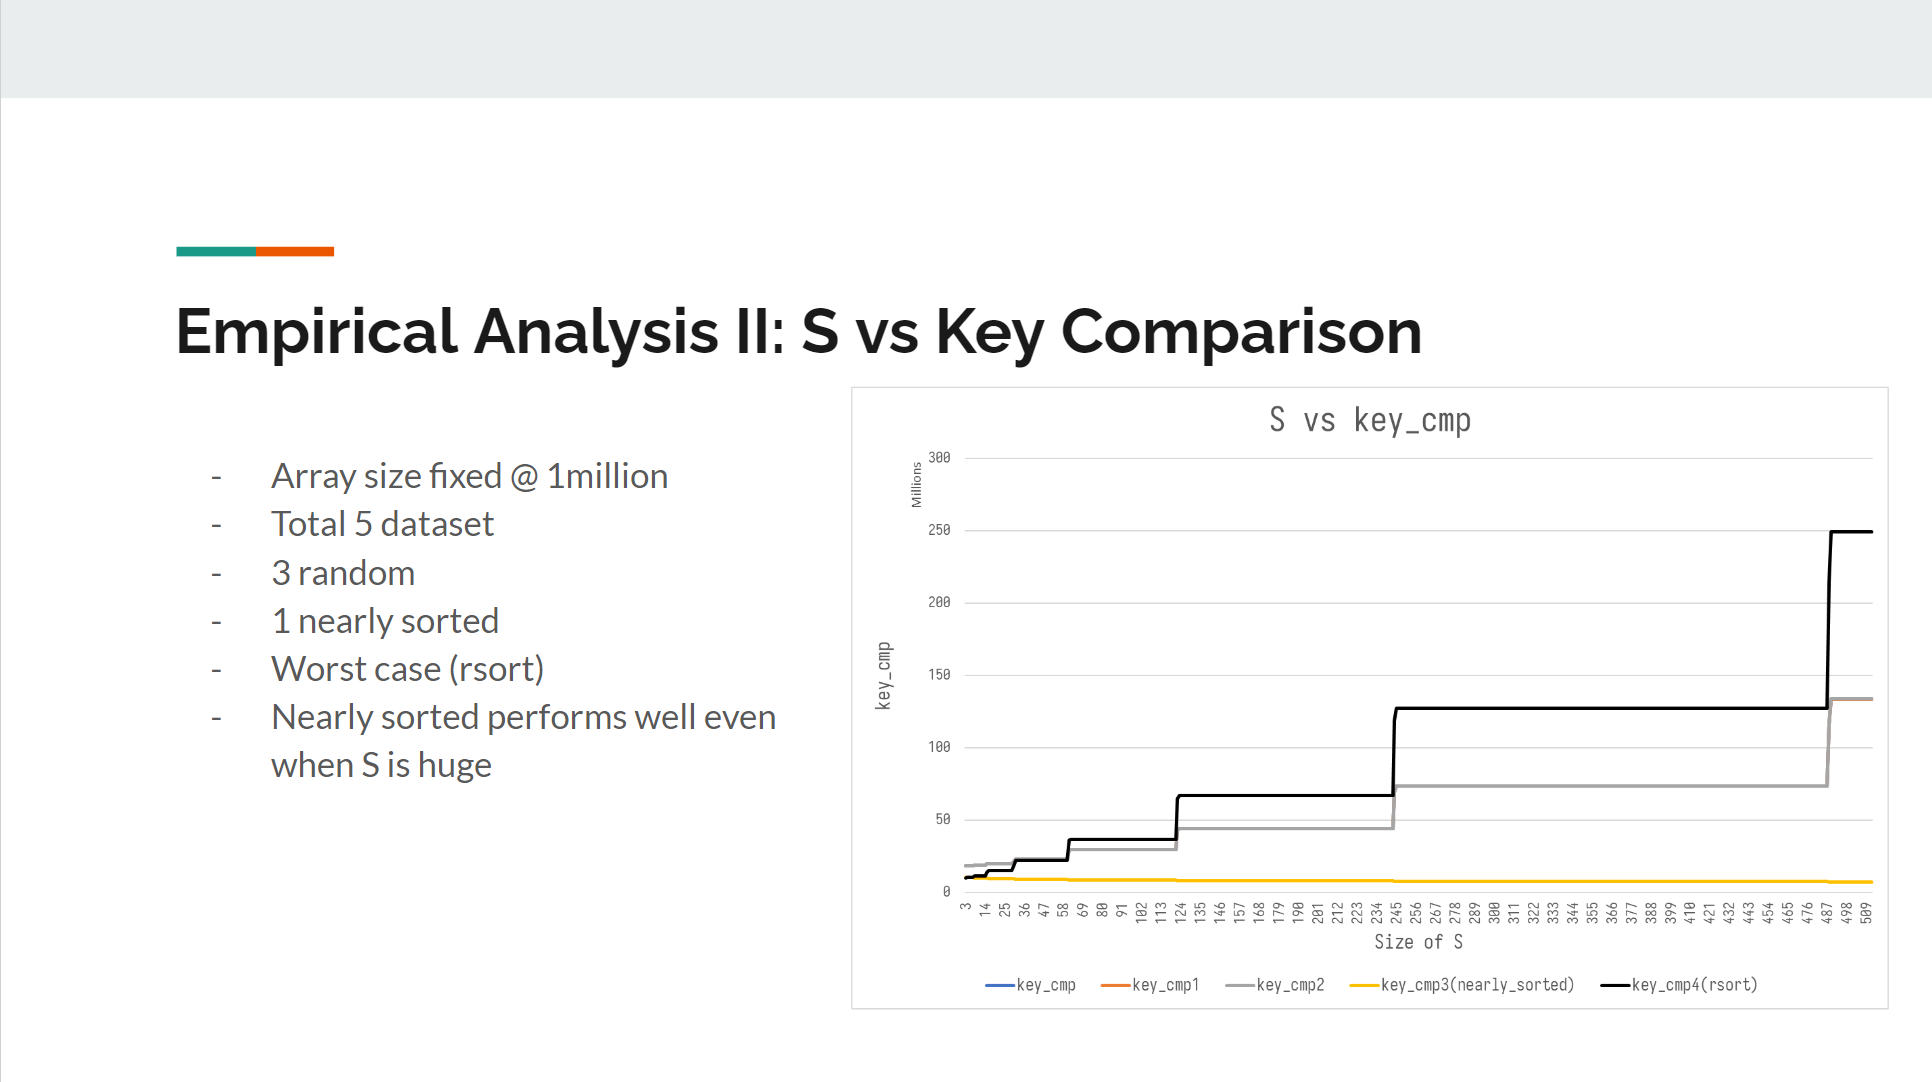 Empirical Analysis II: S vs Key Comparison
- Array size fixed @ 1million
- Total 5 dataset
- 3 random
- 1 nearly sorted
- Worst case (rsort)
- Nearly sorted performs well even
when S is huge
S vs key_cmp
Millions
300
250
200
150
100
50
0
key_cmp
3 14 25 36 47 58 69 80 91 102 113 124 135 146 157 168 179 190 201 212 223 234 245 256 267 278 289 300 311 322 333 344 355 366 377 388 399 410 421 432 443 454 465 476 487 498 509
Size of S
key_cmp key_cmp1 key_cmp2 key_cmp3(nearly_sorted) key_cmp4(rsort)